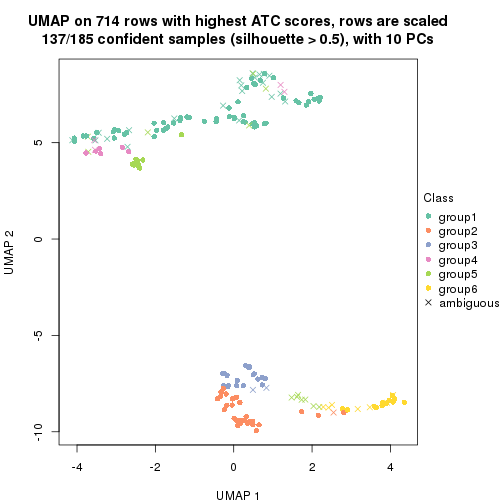 UMAP on 714 rows with highest ATC scores, rows are scaled
137/185 confident samples (silhouette > 0.5), with 10 PCs
5
0
-5
-10
UMAP 2
-4
-2
0
2
4
UMAP 1
Class
group1
group2
group3
group4
group5
group6
ambiguous